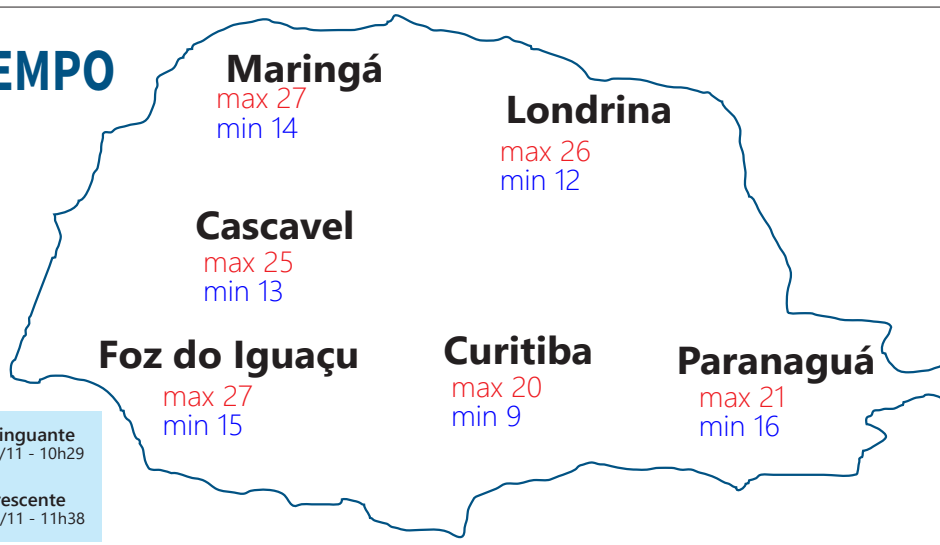 EMPO
Maringá
max 27
min 14
Londrina
max 26
min 12
Cascavel
max 25
min 13
Foz do Iguaçu
max 27
min 15
Curitiba
max 20
min 9
Paranaguá
max 21
min 16
inguante
/11 - 10h29
escente
/11 - 11h38